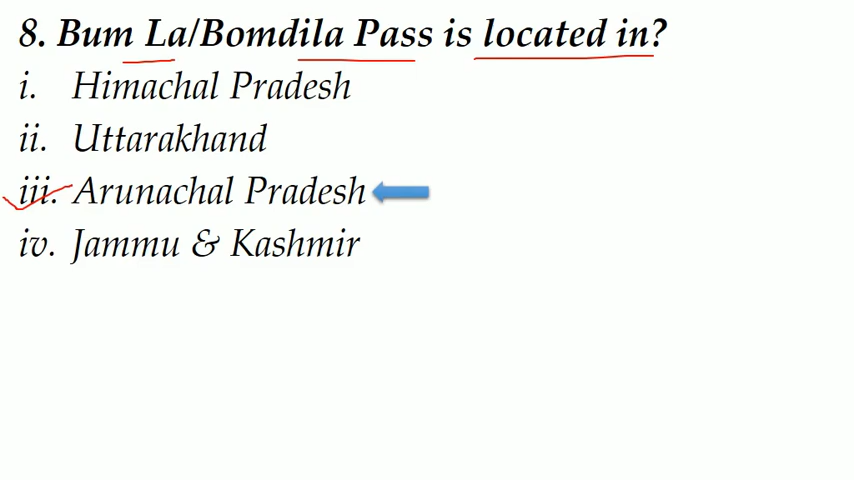 8. Bum La/Bomdila Pass is located in?
i. Himachal Pradesh
ii. Uttarakhand
iii. Arunachal Pradesh
iv. Jammu & Kashmir